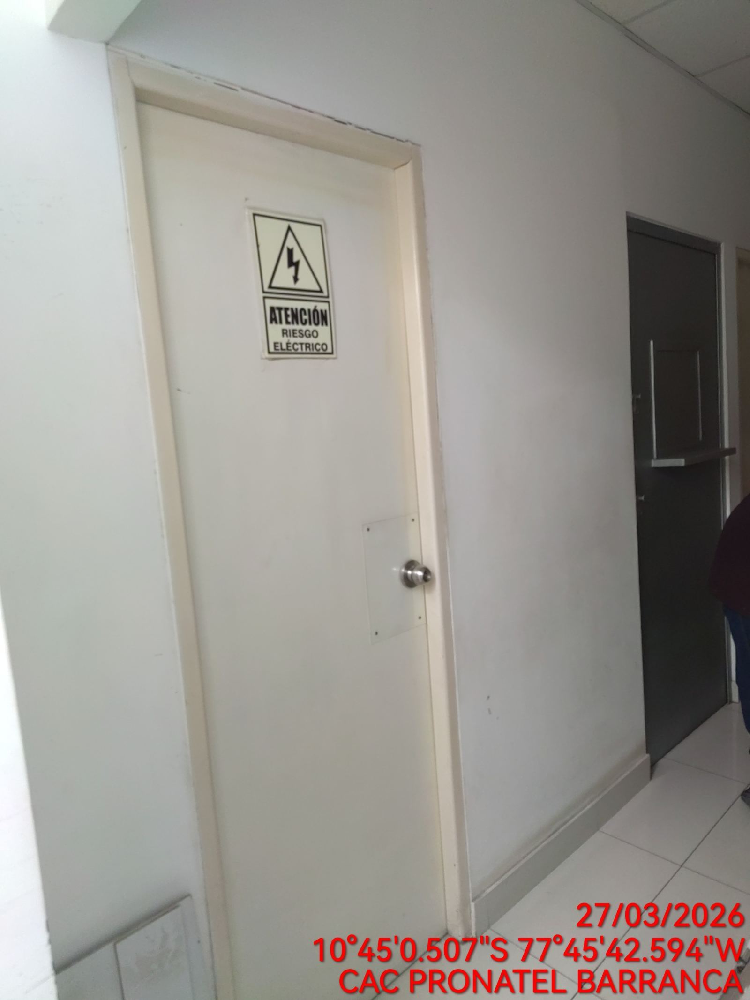 ATENCIÓN
RIESGO
ELÉCTRICO
27/03/2026
10°45'0.507"S 77°45'42.594"W
CAC PRONATEL BARRANCA